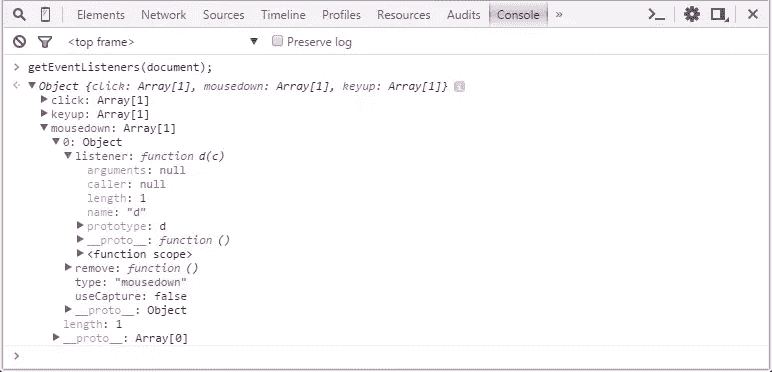 Elements Network Sources Timeline Profiles Resources Audits Console »
<top frame> ▼ Preserve log
> getEventListeners(document);
<· ▼ Object {click: Array[1], mousedown: Array[1], keyup: Array[1]} i
▶ click: Array[1]
▶ keyup: Array[1]
▼ mousedown: Array[1]
▼ 0: Object
▼ listener: function d(c)
arguments: null
caller: null
length: 1
name: "d"
▶ prototype: d
▶ __proto__: function ()
▶ <function scope>
▶ remove: function ()
type: "mousedown"
useCapture: false
▶ __proto__: Object
length: 1
▶ __proto__: Array[0]
>